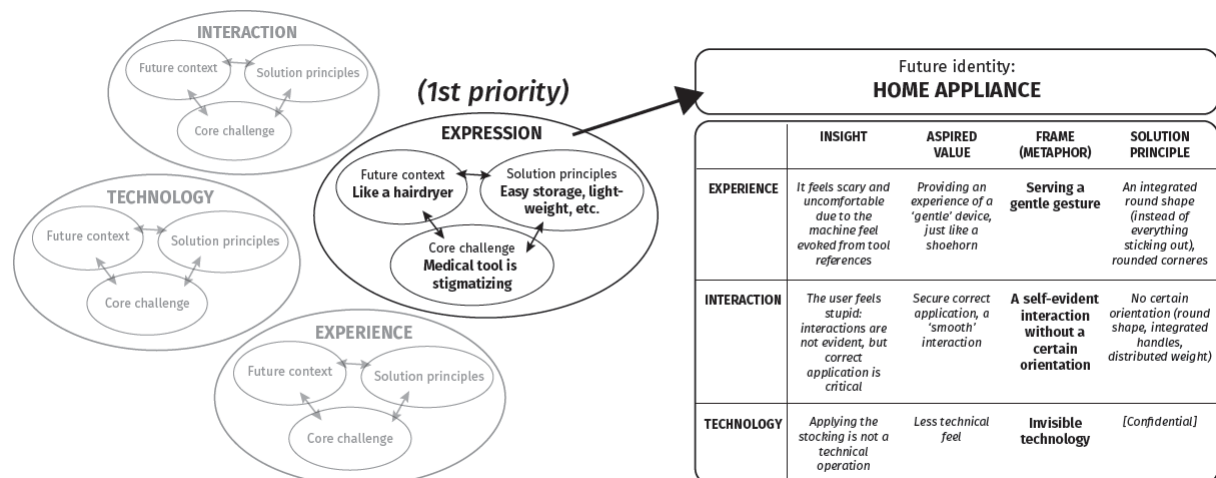 INTERACTION
Future context
Solution principles
Core challenge
TECHNOLOGY
Future context
Solution principles
Core challenge
EXPERIENCE
Future context
Solution principles
Core challenge
(1st priority)
EXPRESSION
Future context
Like a hairdryer
Solution principles
Easy storage, light-
weight, etc.
Core challenge
Medical tool is
stigmatizing
Future identity:
HOME APPLIANCE
INSIGHT
ASPIRED
VALUE
FRAME
(METAPHOR)
SOLUTION
PRINCIPLE
EXPERIENCE
It feels scary and
uncomfortable
due to the
machine feel
evoked from tool
references
Providing an
experience of a
‘gentle’ device,
just like a
shoehorn
Serving a
gentle gesture
An integrated
round shape
(instead of
everything
sticking out),
rounded corneres
INTERACTION
The user feels
stupid:
interactions are
not evident, but
correct
application is
critical
Secure correct
application, a
‘smooth’
interaction
A self-evident
interaction
without a
certain
orientation
No certain
orientation (round
shape, integrated
handles,
distributed weight)
TECHNOLOGY
Applying the
stocking is not a
technical
operation
Less technical
feel
Invisible
technology
[Confidential]